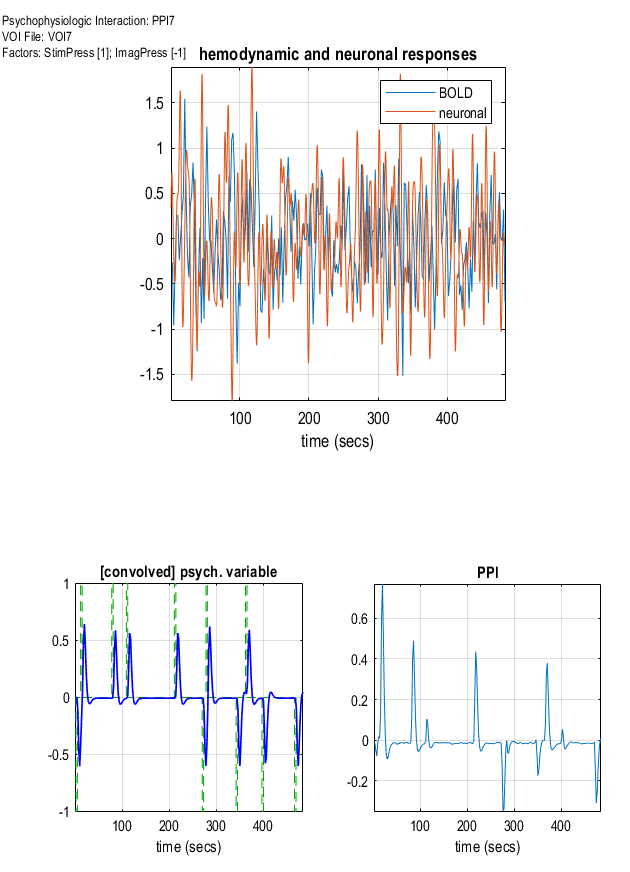 Psychophysiologic Interaction: PPI7
VOI File: VOI7
Factors: StimPress [1]; ImagPress [-1]
hemodynamic and neuronal responses
BOLD
neuronal
1.5
1
0.5
0
-0.5
-1
-1.5
100 200 300 400
time (secs)
[convolved] psych. variable
1
0.5
0
-0.5
-1
100 200 300 400
time (secs)
PPI
0.6
0.4
0.2
0
-0.2
100 200 300 400
time (secs)